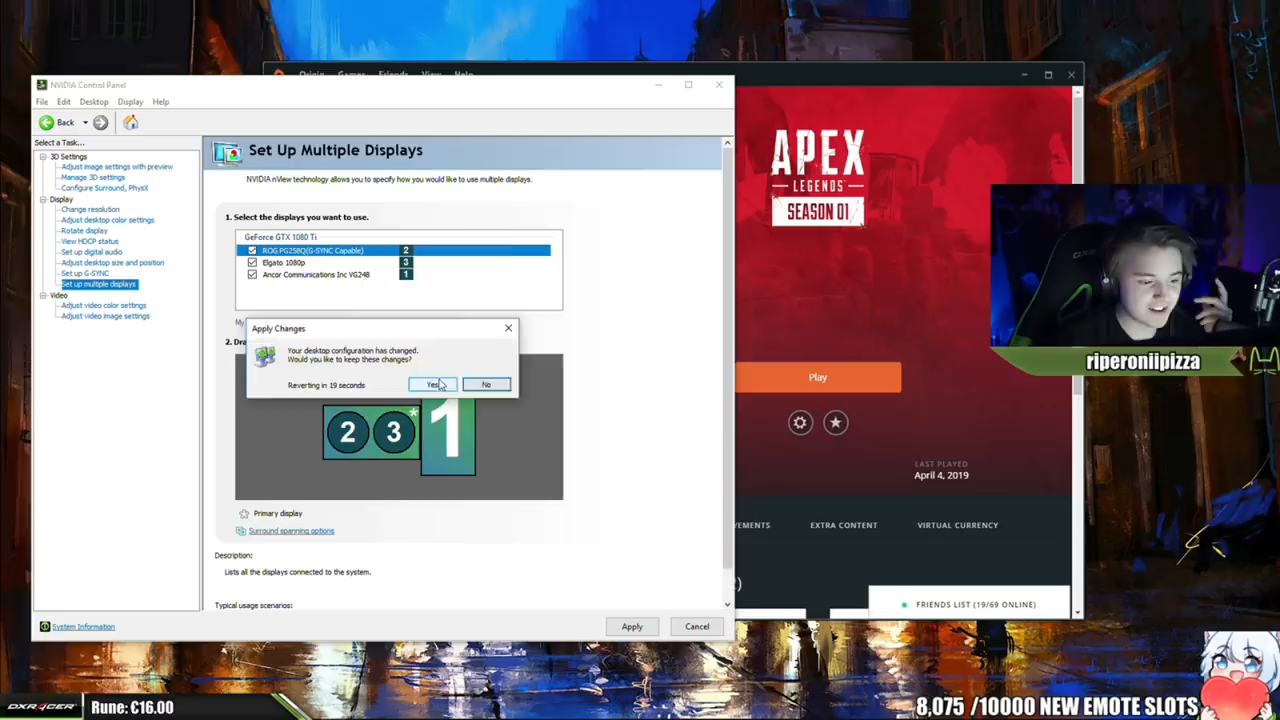 Origin Games Friends View Help
NVIDIA Control Panel
File Edit Desktop Display Help
Back
Select a Task...
3D Settings
Adjust image settings with preview
Manage 3D settings
Configure Surround, PhysX
Display
Change resolution
Adjust desktop color settings
Rotate display
View HDCP status
Set up digital audio
Adjust desktop size and position
Set up G-SYNC
Set up multiple displays
Video
Adjust video color settings
Adjust video image settings
System Information
Set Up Multiple Displays
NVIDIA nView technology allows you to specify how you would like to use multiple displays.
1. Select the displays you want to use.
GeForce GTX 1080 Ti
ROG PG258Q(G-SYNC Capable) 2
Elgato 1080p 3
Ancor Communications Inc VG248 1
My
2. Dra
Apply Changes
Your desktop configuration has changed.
Would you like to keep these changes?
Reverting in 19 seconds
Yes
No
2 3 * 1
Primary display
Surround spanning options
Description:
Lists all the displays connected to the system.
Typical usage scenarios:
Apply
Cancel
APEX
LEGENDS
SEASON 01
Play
LAST PLAYED
April 4, 2019
VEMENTS
EXTRA CONTENT
VIRTUAL CURRENCY
FRIENDS LIST (19/69 ONLINE)
riperoniipizza
DXRACER
Rune: €16.00
8,075 /10000 NEW EMOTE SLOTS